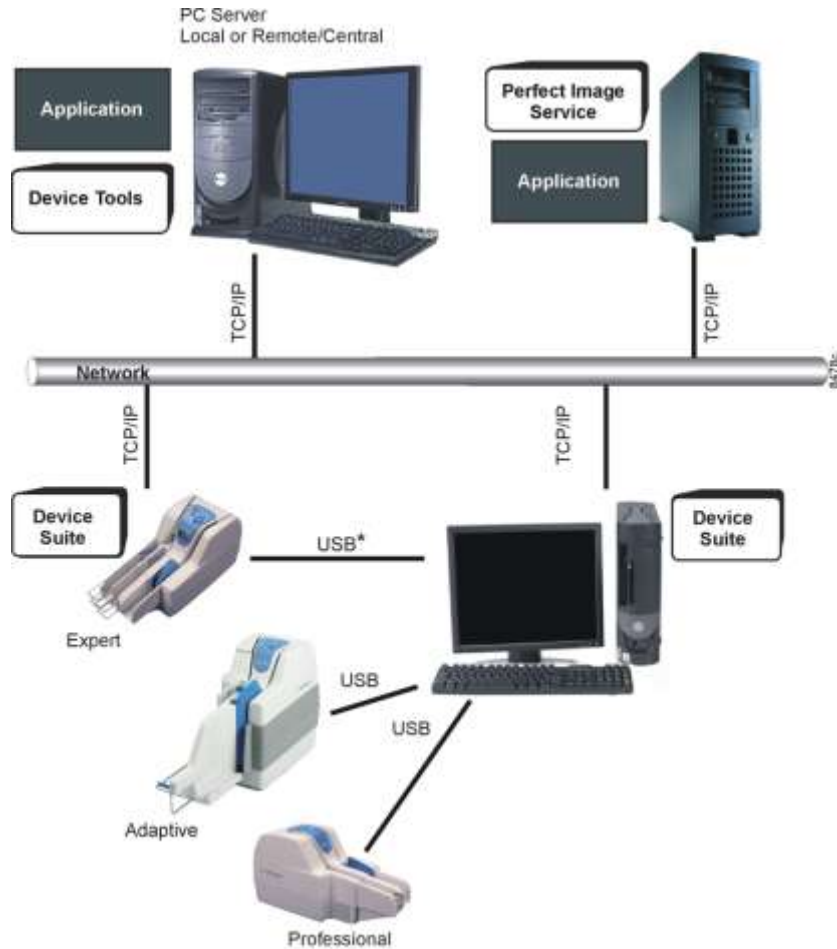 PC Server
Local or Remote/Central
Application
Device Tools
Perfect Image
Service
Application
TCP/IP
TCP/IP
Network
TCP/IP
TCP/IP
Device
Suite
Device
Suite
USB*
Expert
USB
USB
Adaptive
Professional